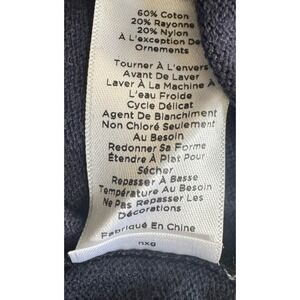 60% Coton
20% Rayonne
20% Nylon
À L'exception De
Ornements
Tourner À L'envers
Avant De Laver
Laver À La Machine À
L'eau Froide
Cycle Délicat
Agent De Blanchiment
Non Chloré Seulement
Au Besoin
Redonner Sa Forme
Étendre À Plat Pour
Sécher
Repasser À Basse
Température Au Besoin
Ne Pas Repasser Les
Décorations
Fabriqué En Chine